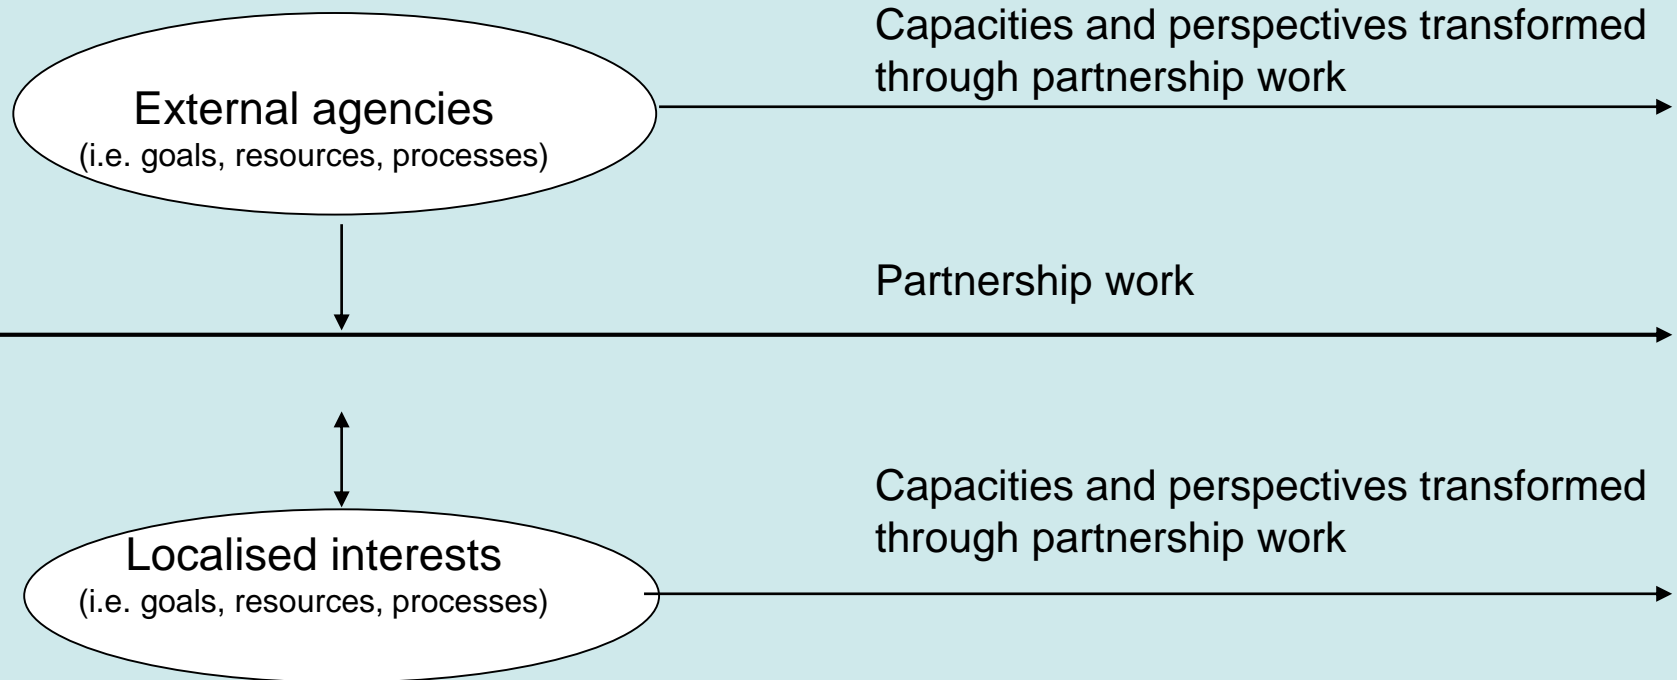 Capacities and perspectives transformed
through partnership work
External agencies
(i.e. goals, resources, processes)
Partnership work
Capacities and perspectives transformed
through partnership work
Localised interests
(i.e. goals, resources, processes)